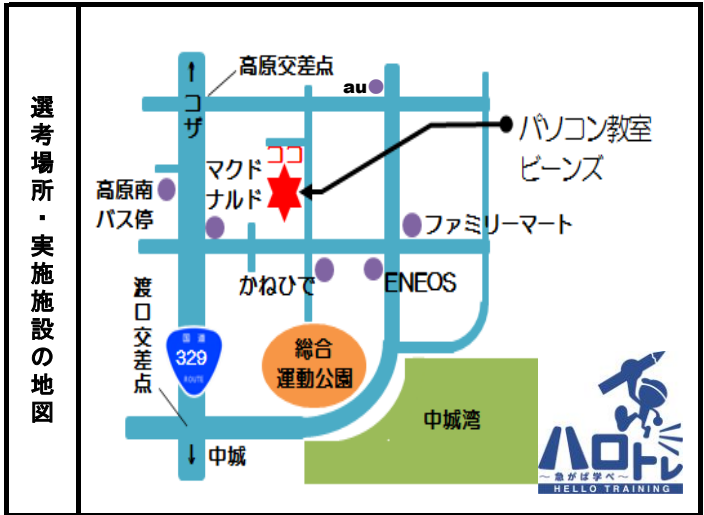 選考場所・実施施設の地図
高原交差点
au
↑
コザ
パソコン教室
ビーンズ
ココ
マクド
ナルド
高原南
バス停
ファミリーマート
かねひで
ENEOS
渡口交差点
国道
329
ROUTE
総合
運動公園
中城湾
↓ 中城
ハロトレ
～ 急がば学べ ～
HELLO TRAINING